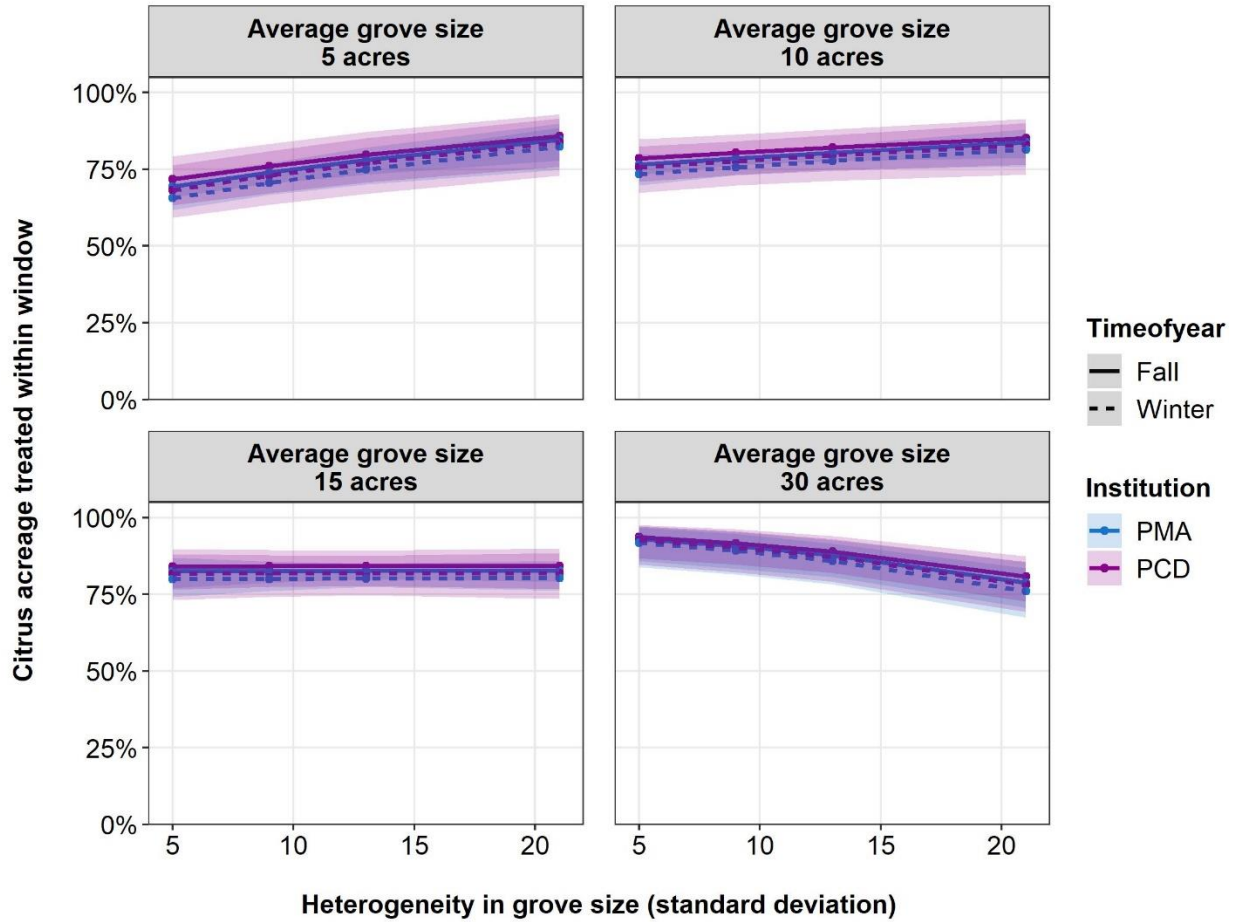 Average grove size
5 acres
Average grove size
10 acres
100%
75%
50%
25%
0%
Average grove size
15 acres
Average grove size
30 acres
100%
75%
50%
25%
0%
5
10
15
20
5
10
15
20
Citrus acreage treated within window
Heterogeneity in grove size (standard deviation)
Timeofyear
Fall
Winter
Institution
PMA
PCD